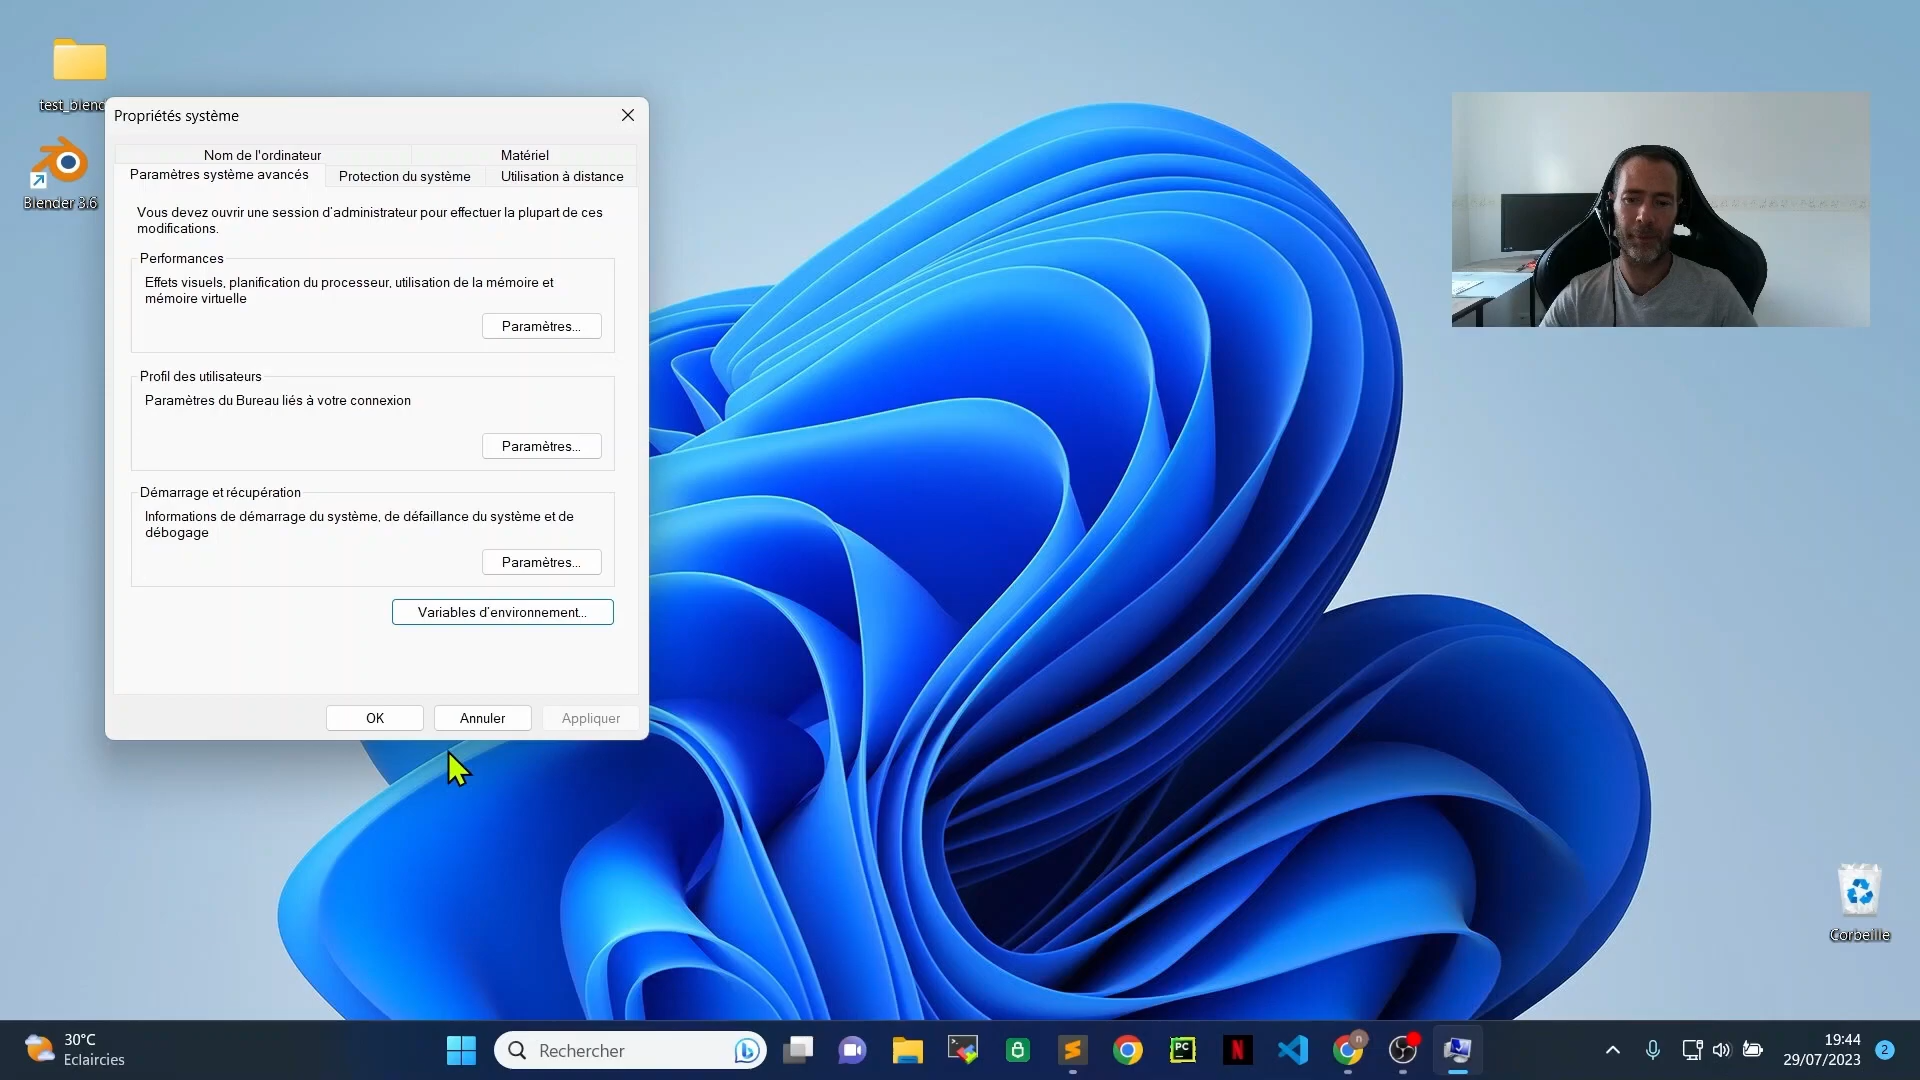 test_blend
Blender 3.6
Propriétés système
Nom de l'ordinateur
Matériel
Paramètres système avancés
Protection du système
Utilisation à distance
Vous devez ouvrir une session d'administrateur pour effectuer la plupart de ces
modifications.
Performances
Effets visuels, planification du processeur, utilisation de la mémoire et
mémoire virtuelle
Paramètres...
Profil des utilisateurs
Paramètres du Bureau liés à votre connexion
Paramètres...
Démarrage et récupération
Informations de démarrage du système, de défaillance du système et de
débogage
Paramètres...
Variables d'environnement...
OK
Annuler
Appliquer
Corbeille
30°C
Eclaircies
Rechercher
PC
N
n
19:44
29/07/2023
2